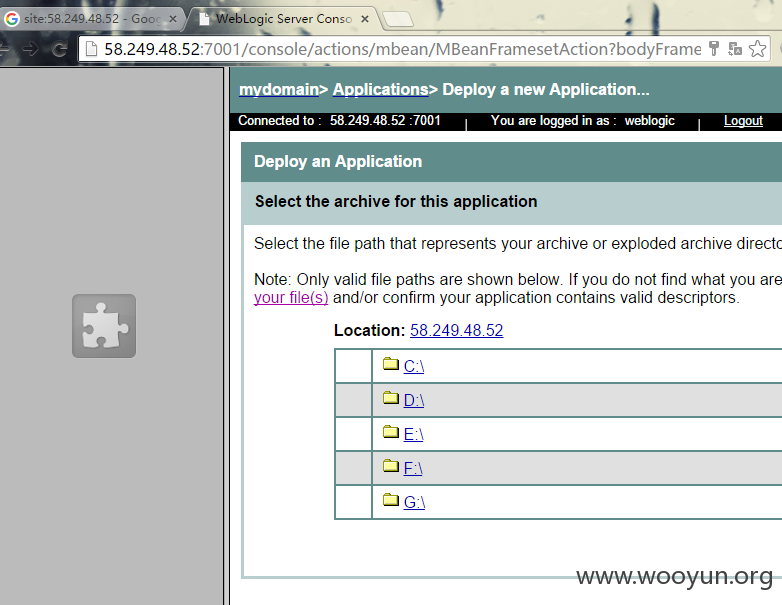 site:58.249.48.52 - Goo
WebLogic Server Conso
58.249.48.52:7001/console/actions/mbean/MBeanFramesetAction?bodyFrame
mydomain> Applications> Deploy a new Application...
Connected to : 58.249.48.52 :7001 | You are logged in as : weblogic | Logout
Deploy an Application
Select the archive for this application
Select the file path that represents your archive or exploded archive directo
Note: Only valid file paths are shown below. If you do not find what you are
your file(s) and/or confirm your application contains valid descriptors.
Location: 58.249.48.52
C:\
D:\
E:\
F:\
G:\
www.wooyun.org